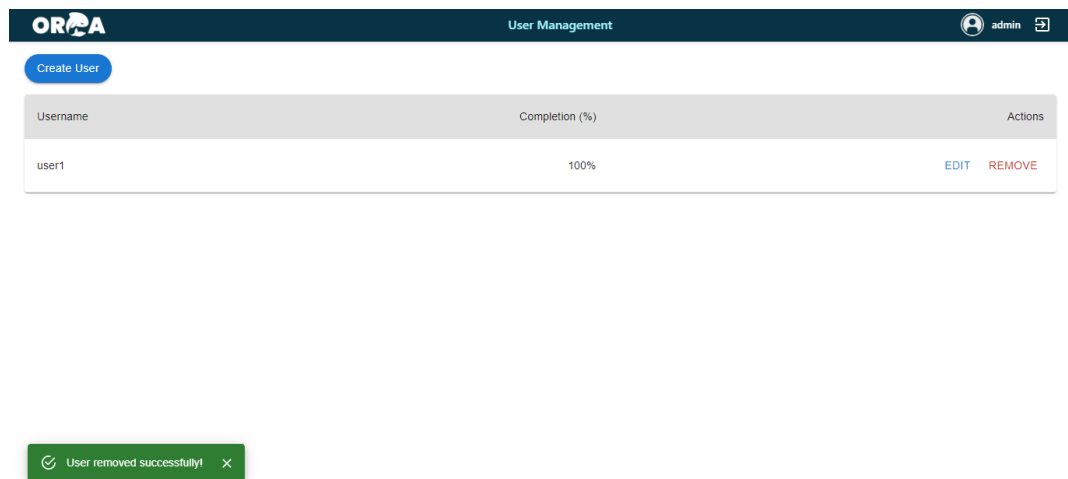 ORCA
User Management
admin
Create User
Username Completion (%) Actions
user1 100% EDIT REMOVE
User removed successfully!